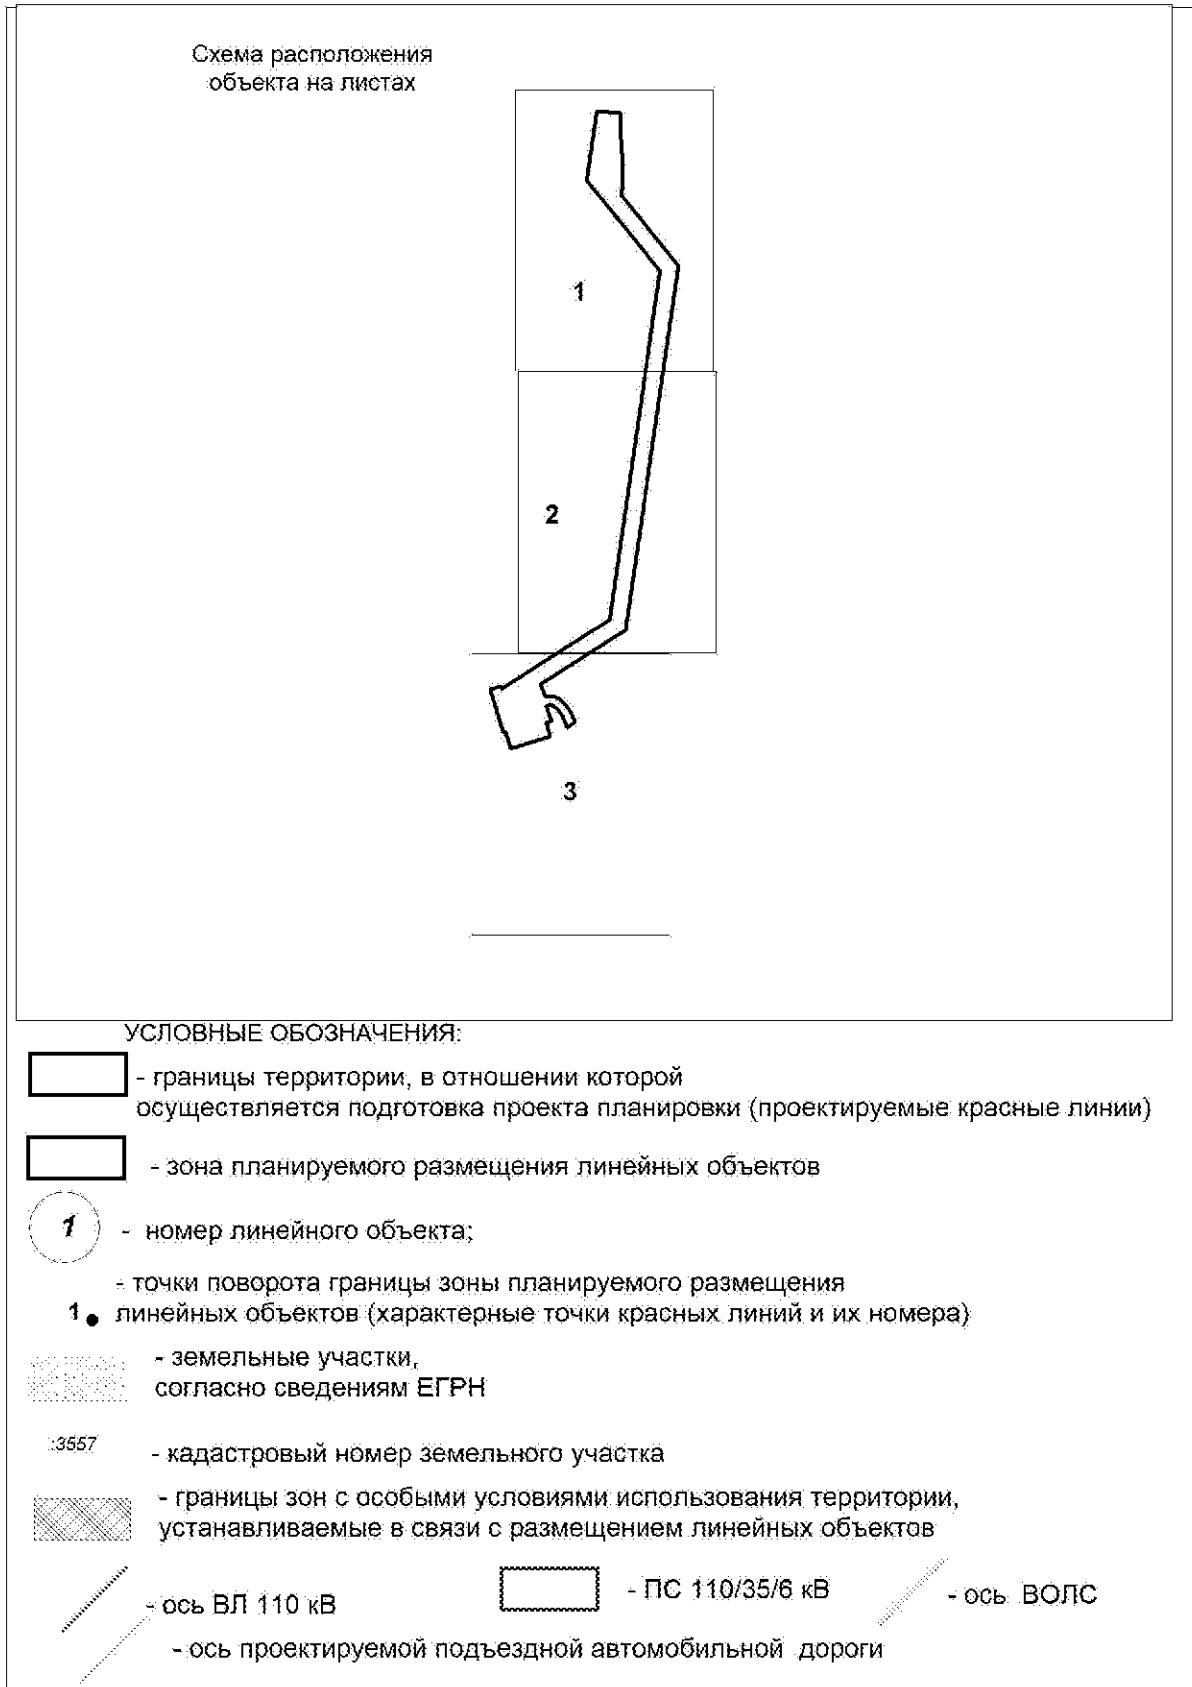 Схема расположения
объекта на листах
1
2
3
УСЛОВНЫЕ ОБОЗНАЧЕНИЯ:
- границы территории, в отношении которой
осуществляется подготовка проекта планировки (проектируемые красные линии)
- зона планируемого размещения линейных объектов
1 - номер линейного объекта;
- точки поворота границы зоны планируемого размещения
1. линейных объектов (характерные точки красных линий и их номера)
- земельные участки,
согласно сведениям ЕГРН
:3557 - кадастровый номер земельного участка
- границы зон с особыми условиями использования территории,
устанавливаемые в связи с размещением линейных объектов
- ось ВЛ 110 кВ - ПС 110/35/6 кВ - ось ВОЛС
- ось проектируемой подъездной автомобильной дороги